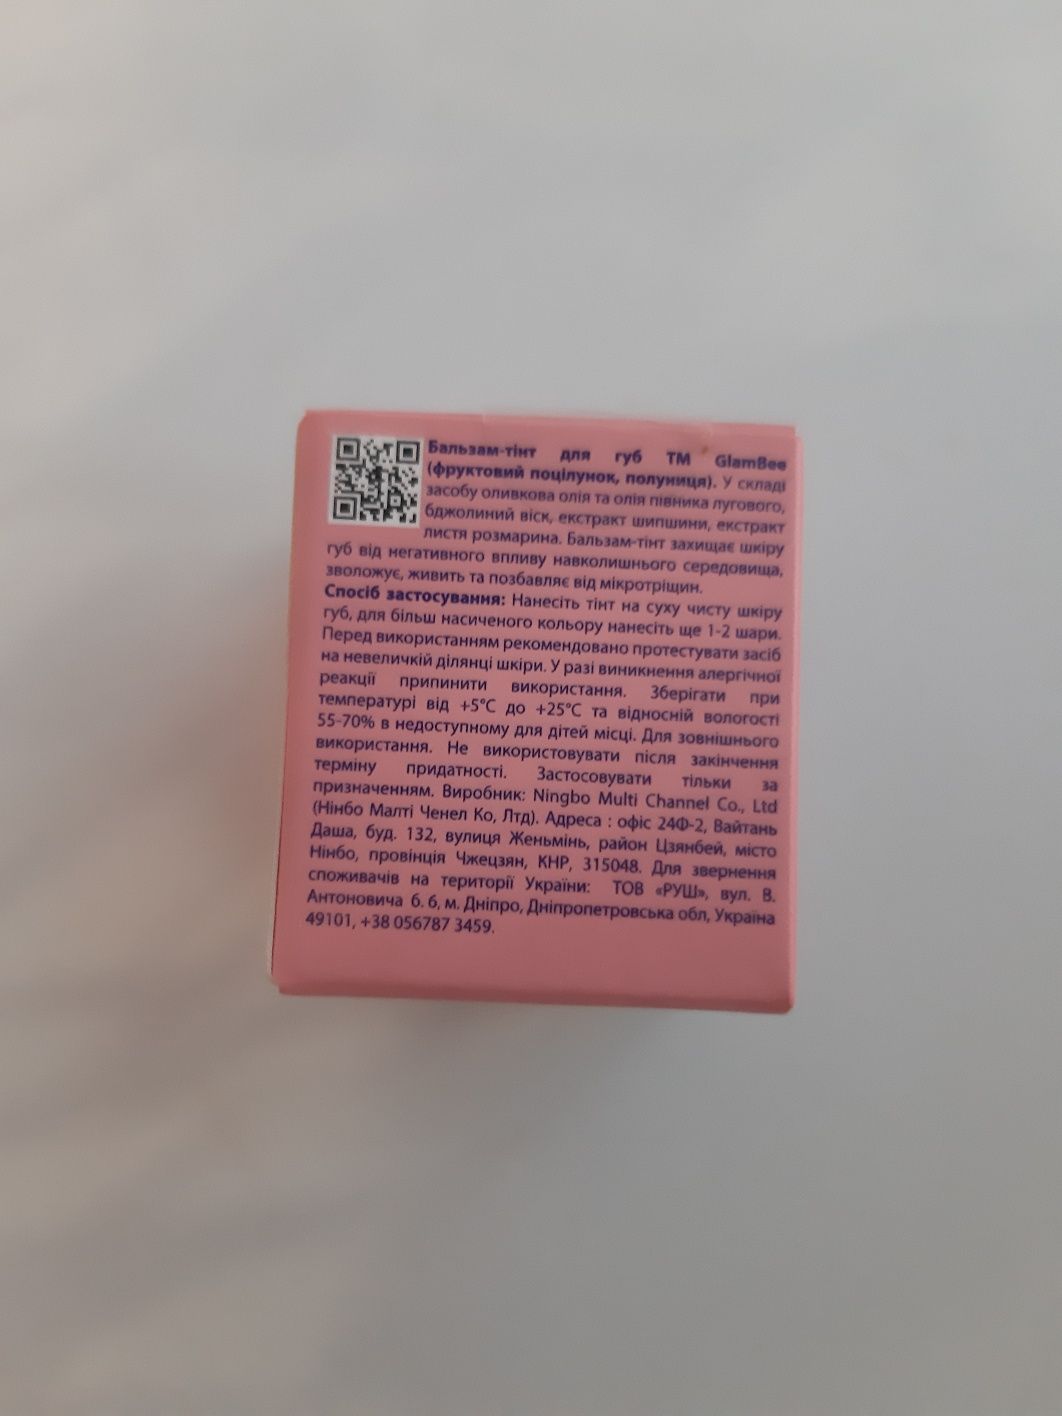 Бальзам-тінт для губ ТМ GlamBee
(фруктовий поцілунок, полуниця). У складі
засобу оливкова олія та олія півника лугового,
бджолиний віск, екстракт шипшини, екстракт
листя розмарина. Бальзам-тінт захищає шкіру
губ від негативного впливу навколишнього середовища,
зволожує, живить та позбавляє від мікротріщин.
Спосіб застосування: Нанесіть тінт на суху чисту шкіру
губ, для більш насиченого кольору нанесіть ще 1-2 шари.
Перед використанням рекомендовано протестувати засіб
на невеличкій ділянці шкіри. У разі виникнення алергічної
реакції припинити використання. Зберігати при
температурі від +5°C до +25°C та відносній вологості
55-70% в недоступному для дітей місці. Для зовнішнього
використання. Не використовувати після закінчення
терміну придатності. Застосовувати тільки за
призначенням. Виробник: Ningbo Multi Channel Co., Ltd
(Нінбо Малті Ченел Ко, Лтд). Адреса : офіс 24Ф-2, Вайтань
Даша, буд. 132, вулиця Женьмінь, район Цзянбей, місто
Нінбо, провінція Чжецзян, КНР, 315048. Для звернення
споживачів на території України: ТОВ «РУШ», вул. В.
Антоновича 6. 6, м. Дніпро, Дніпропетровська обл, Україна
49101, +38 056787 3459.